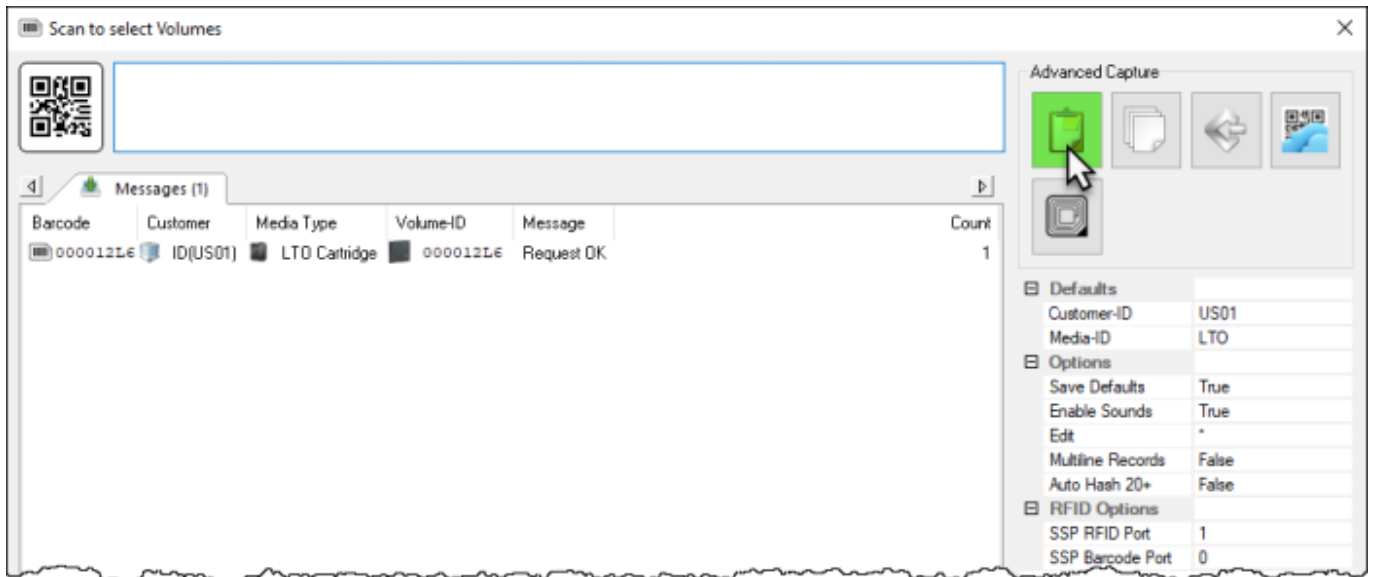 Scan to select Volumes
Advanced Capture
Messages (1)
Barcode Customer Media Type Volume-ID Message Count
000012L6 ID(US01) LTO Cartridge 000012L6 Request OK 1
Defaults
Customer-ID US01
Media-ID LTO
Options
Save Defaults True
Enable Sounds True
Edit *
Multiline Records False
Auto Hash 20+ False
RFID Options
SSP RFID Port 1
SSP Barcode Port 0